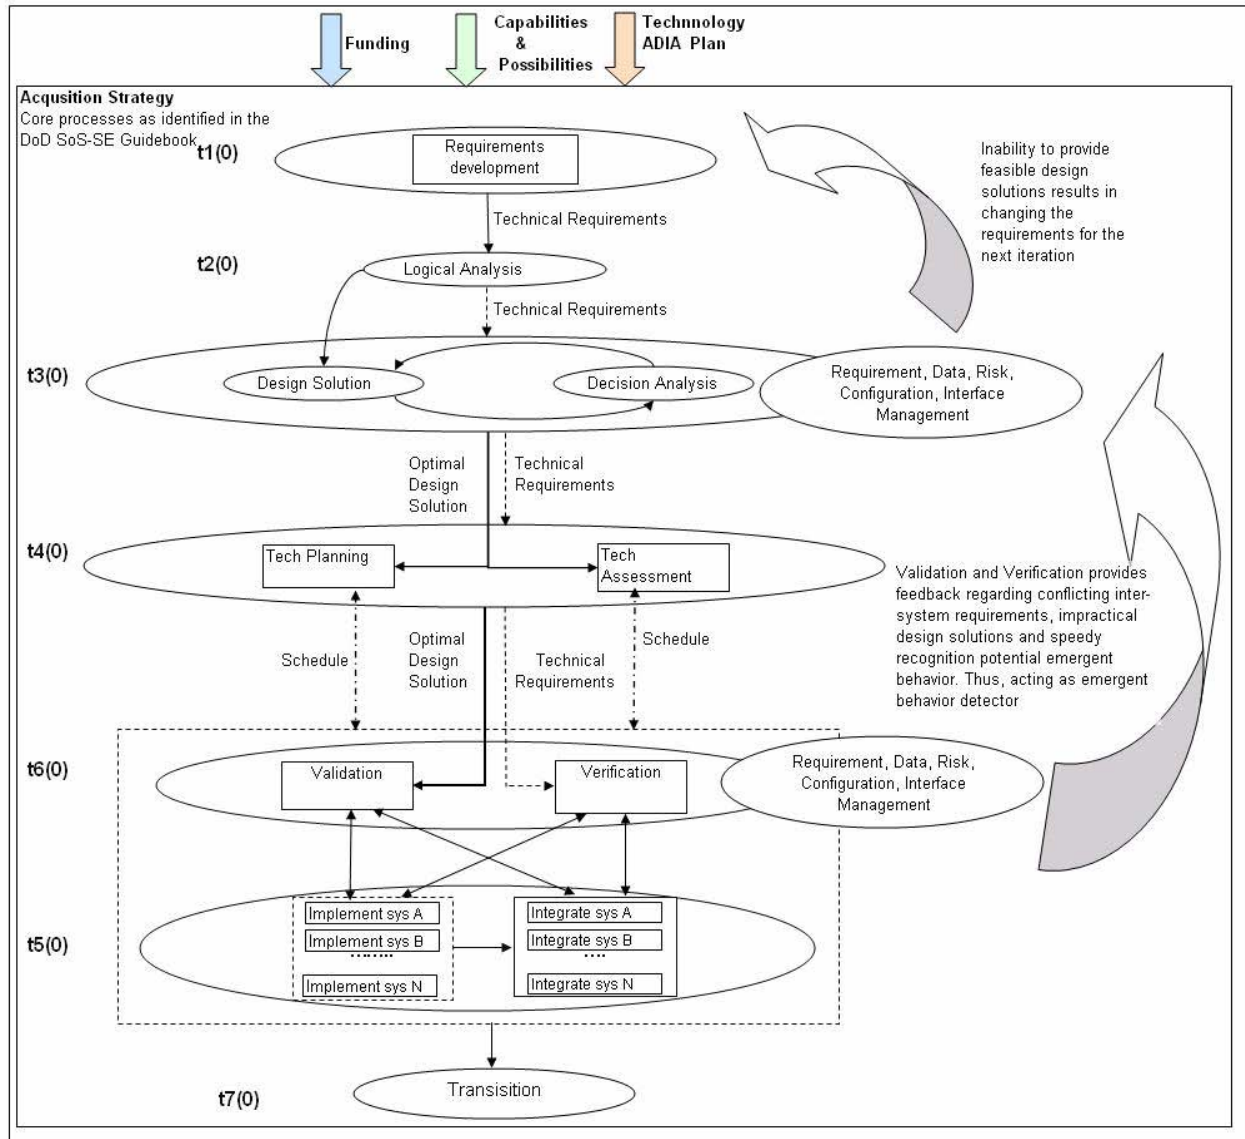 Funding
Capabilities
&
Possibilities
Technnology
ADIA Plan
Acqusition Strategy
Core processes as identified in the
DoD SoS-SE Guidebook
t1(0)
Requirements
development
Inability to provide
feasible design
solutions results in
changing the
requirements for the
next iteration
Technical Requirements
t2(0)
Logical Analysis
Technical Requirements
t3(0)
Design Solution
Decision Analysis
Requirement, Data, Risk,
Configuration, Interface
Management
Optimal
Design
Solution
Technical
Requirements
t4(0)
Tech Planning
Tech
Assessment
Validation and Verification provides
feedback regarding conflicting inter-
system requirements, impractical
design solutions and speedy
recognition potential emergent
behavior. Thus, acting as emergent
behavior detector
Schedule
Optimal
Design
Solution
Technical
Requirements
Schedule
t6(0)
Validation
Verification
Requirement, Data, Risk,
Configuration, Interface
Management
t5(0)
Implement sys A
Implement sys B
........
Implement sys N
Integrate sys A
Integrate sys B
....
Integrate sys N
t7(0)
Transisition